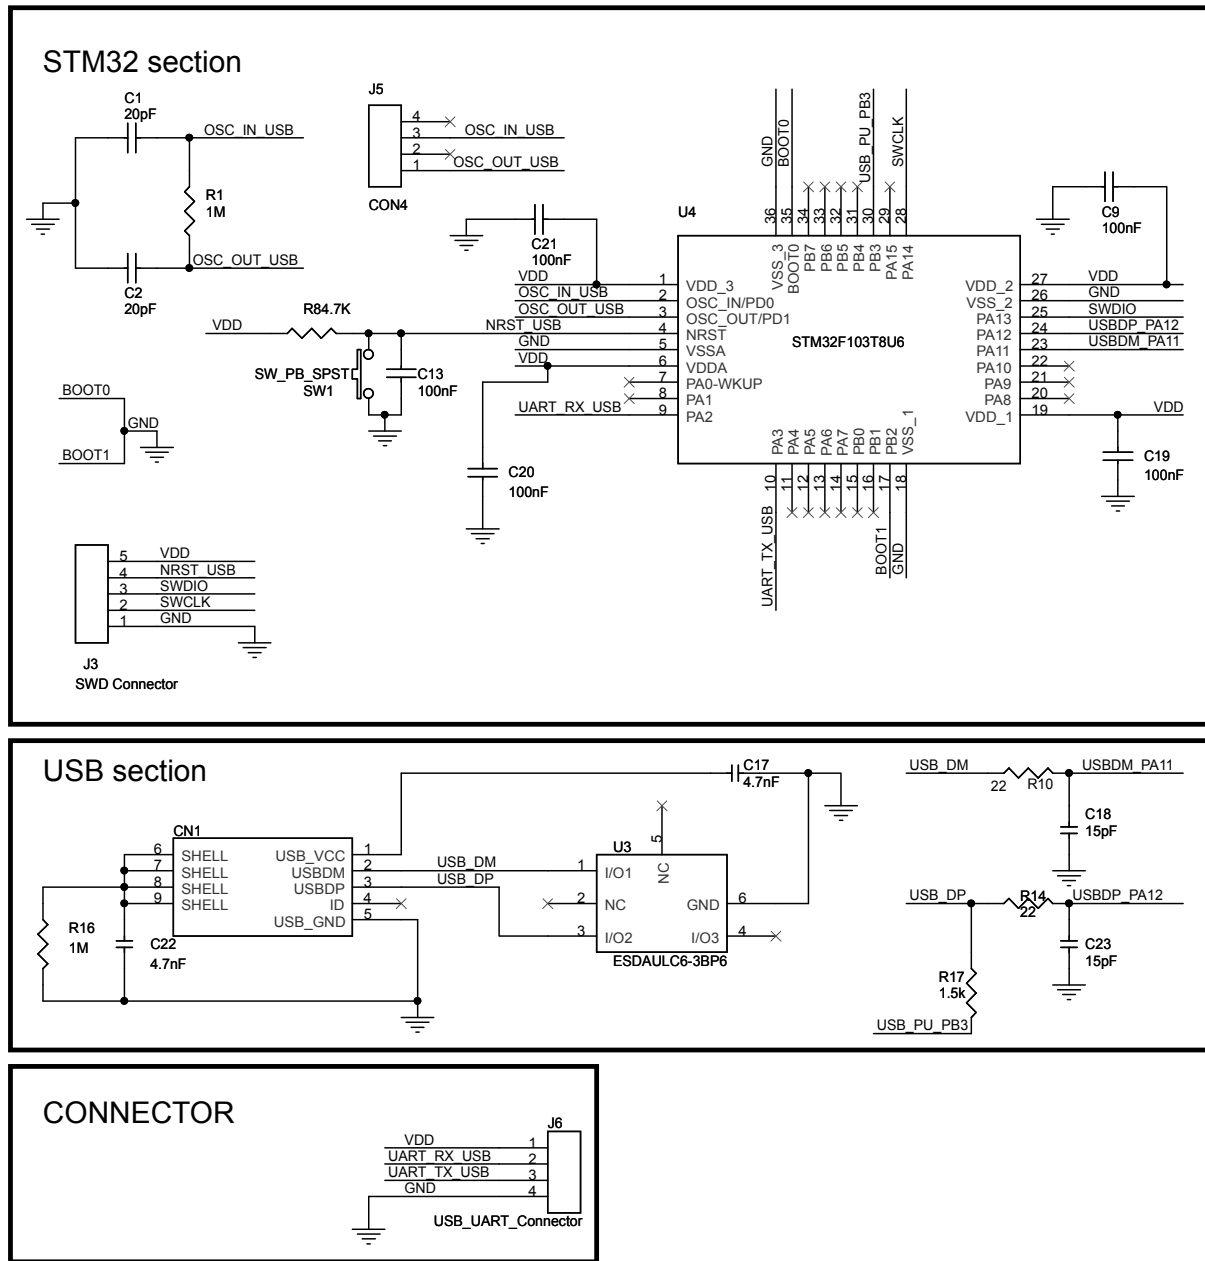 STM32 section
C1
20pF
OSC_IN_USB
R1
1M
OSC_OUT_USB
C2
20pF
J5
4
3 OSC_IN_USB
2
1 OSC_OUT_USB
CON4
C21
100nF
VDD
OSC_IN_USB
OSC_OUT_USB
VDD R84.7K NRST_USB
GND
VDD
UART_RX_USB
SW_PB_SPST
SW1
C13
100nF
C20
100nF
BOOT0
GND
BOOT1
U4
GND
BOOT0
USB_PU_PB3
SWCLK
36 35 34 33 32 31 30 29 28
VSS_3
BOOT0
PB7
PB6
PB5
PB4
PB3
PA15
PA14
1 VDD_3
2 OSC_IN/PD0
3 OSC_OUT/PD1
4 NRST
5 VSSA
6 VDDA
7 PA0-WKUP
8 PA1
9 PA2
STM32F103T8U6
VDD_2 27 VDD
VSS_2 26 GND
PA13 25 SWDIO
PA12 24 USBDP_PA12
PA11 23 USBDM_PA11
PA10 22
PA9 21
PA8 20
VDD_1 19 VDD
PA3
PA4
PA5
PA6
PA7
PB0
PB1
PB2
VSS_1
10 11 12 13 14 15 16 17 18
UART_TX_USB
BOOT1
GND
C9
100nF
C19
100nF
5 VDD
4 NRST_USB
3 SWDIO
2 SWCLK
1 GND
J3
SWD Connector
USB section
CN1
6 SHELL
7 SHELL
8 SHELL
9 SHELL
USB_VCC 1
USBDM 2 USB_DM
USBDP 3 USB_DP
ID 4
USB_GND 5
R16
1M
C22
4.7nF
C17
4.7nF
U3
5
NC
1 I/O1
2 NC
3 I/O2
GND 6
I/O3 4
ESDAULC6-3BP6
USB_DM 22 R10 USBDM_PA11
C18
15pF
USB_DP R14 USBDP_PA12
22
C23
15pF
R17
1.5k
USB_PU_PB3
CONNECTOR
J6
VDD 1
UART_RX_USB 2
UART_TX_USB 3
GND 4
USB_UART_Connector